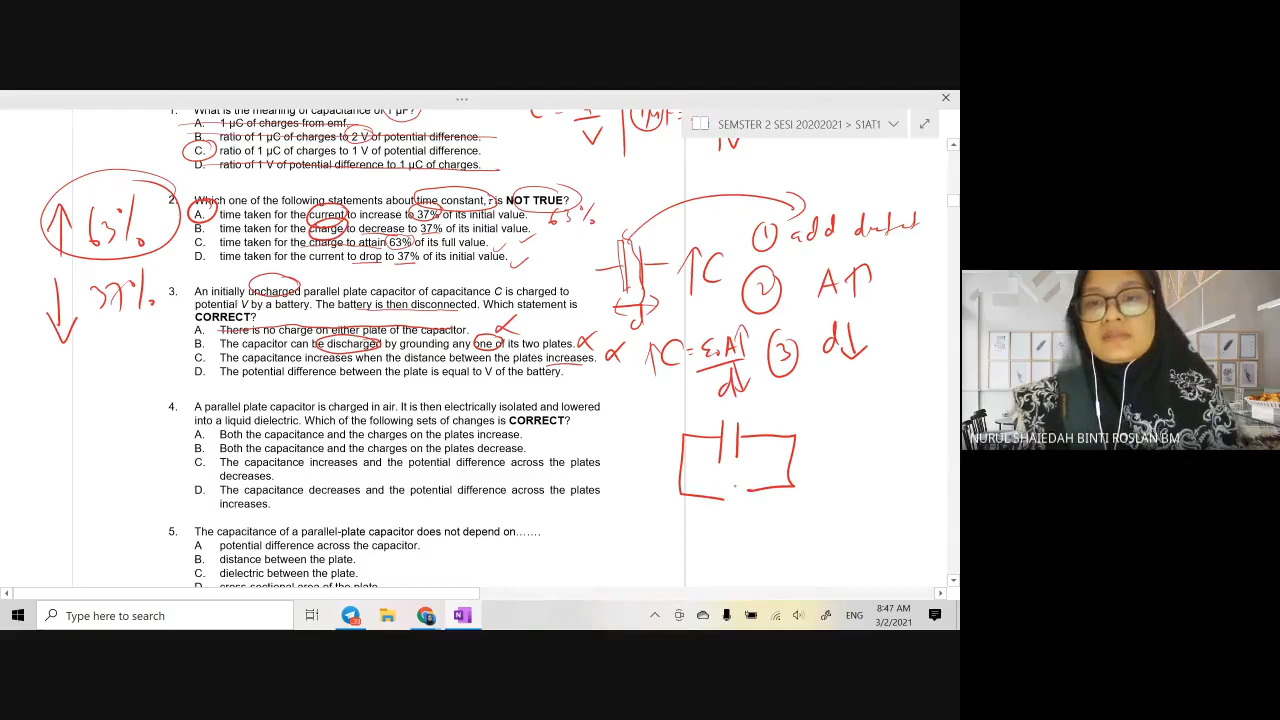 1. What is the meaning of capacitance of 1 µF?
A. 1 µC of charges from emf.
B. ratio of 1 µC of charges to 2 V of potential difference.
C. ratio of 1 µC of charges to 1 V of potential difference.
D. ratio of 1 V of potential difference to 1 µC of charges.
V
1V
SEMSTER 2 SESI 20202021 > S1AT1
2. Which one of the following statements about time constant, τ is NOT TRUE?
A. time taken for the current to increase to 37% of its initial value.
B. time taken for the charge to decrease to 37% of its initial value.
C. time taken for the charge to attain 63% of its full value.
D. time taken for the current to drop to 37% of its initial value.
63%
↑ 63%
↓ 37%
3. An initially uncharged parallel plate capacitor of capacitance C is charged to
potential V by a battery. The battery is then disconnected. Which statement is
CORRECT?
A. There is no charge on either plate of the capacitor.
B. The capacitor can be discharged by grounding any one of its two plates.
C. The capacitance increases when the distance between the plates increases.
D. The potential difference between the plate is equal to V of the battery.
↑C
d
① add
② A↑
③ d↓
↑C = ε₀A↑
d↓
4. A parallel plate capacitor is charged in air. It is then electrically isolated and lowered
into a liquid dielectric. Which of the following sets of changes is CORRECT?
A. Both the capacitance and the charges on the plates increase.
B. Both the capacitance and the charges on the plates decrease.
C. The capacitance increases and the potential difference across the plates
decreases.
D. The capacitance decreases and the potential difference across the plates
increases.
5. The capacitance of a parallel-plate capacitor does not depend on…….
A potential difference across the capacitor.
B. distance between the plate.
C. dielectric between the plate.
D. cross sectional area of the plate.
NURUL SHAIEDAH BINTI ROSLAN BM
Type here to search
ENG
8:47 AM
3/2/2021